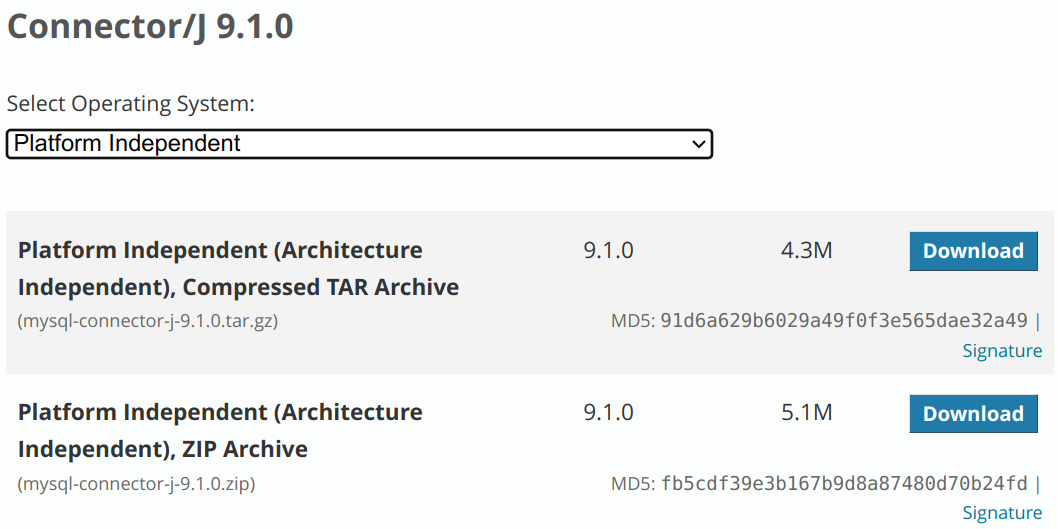 Connector/J 9.1.0
Select Operating System:
Platform Independent
Platform Independent (Architecture Independent), Compressed TAR Archive
9.1.0
4.3M
Download
(mysql-connector-j-9.1.0.tar.gz)
MD5: 91d6a629b6029a49f0f3e565dae32a49 |
Signature
Platform Independent (Architecture Independent), ZIP Archive
9.1.0
5.1M
Download
(mysql-connector-j-9.1.0.zip)
MD5: fb5cdf39e3b167b9d8a87480d70b24fd |
Signature